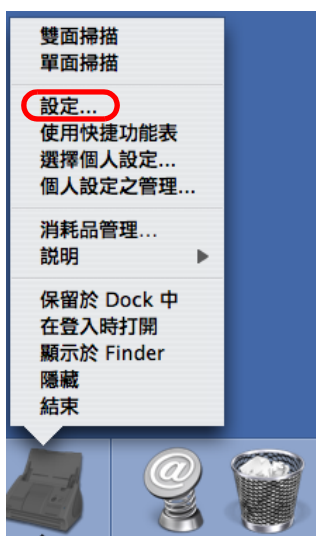 雙面掃描
單面掃描
設定...
使用快捷功能表
選擇個人設定...
個人設定之管理...
消耗品管理...
說明
保留於 Dock 中
在登入時打開
顯示於 Finder
隱藏
結束
@